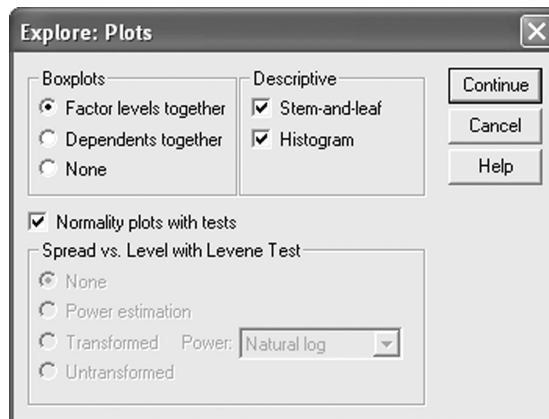 Explore: Plots
Boxplots
Factor levels together
Dependents together
None
Descriptive
Stem-and-leaf
Histogram
Continue
Cancel
Help
Normality plots with tests
Spread vs. Level with Levene Test
None
Power estimation
Transformed Power: Natural log
Untransformed